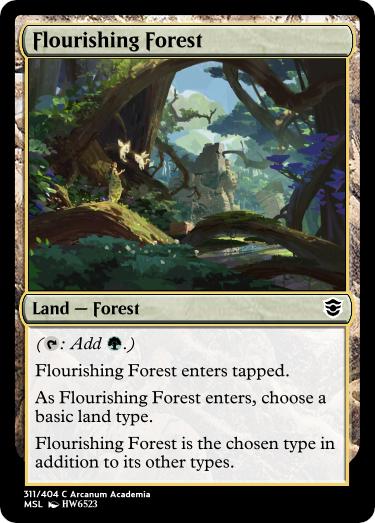 Flourishing Forest
Land — Forest
(: Add .)
Flourishing Forest enters tapped.
As Flourishing Forest enters, choose a
basic land type.
Flourishing Forest is the chosen type in
addition to its other types.
311/404 C Arcanum Academia
MSL HW6523